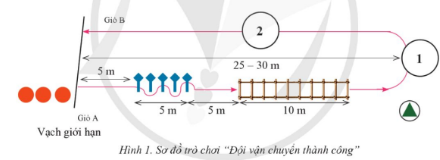 Giỏ B
2
1
25 – 30 m
5 m
5 m
5 m
10 m
Giỏ A
Vạch giới hạn
Hình 1. Sơ đồ trò chơi “Đội vận chuyển thành công”